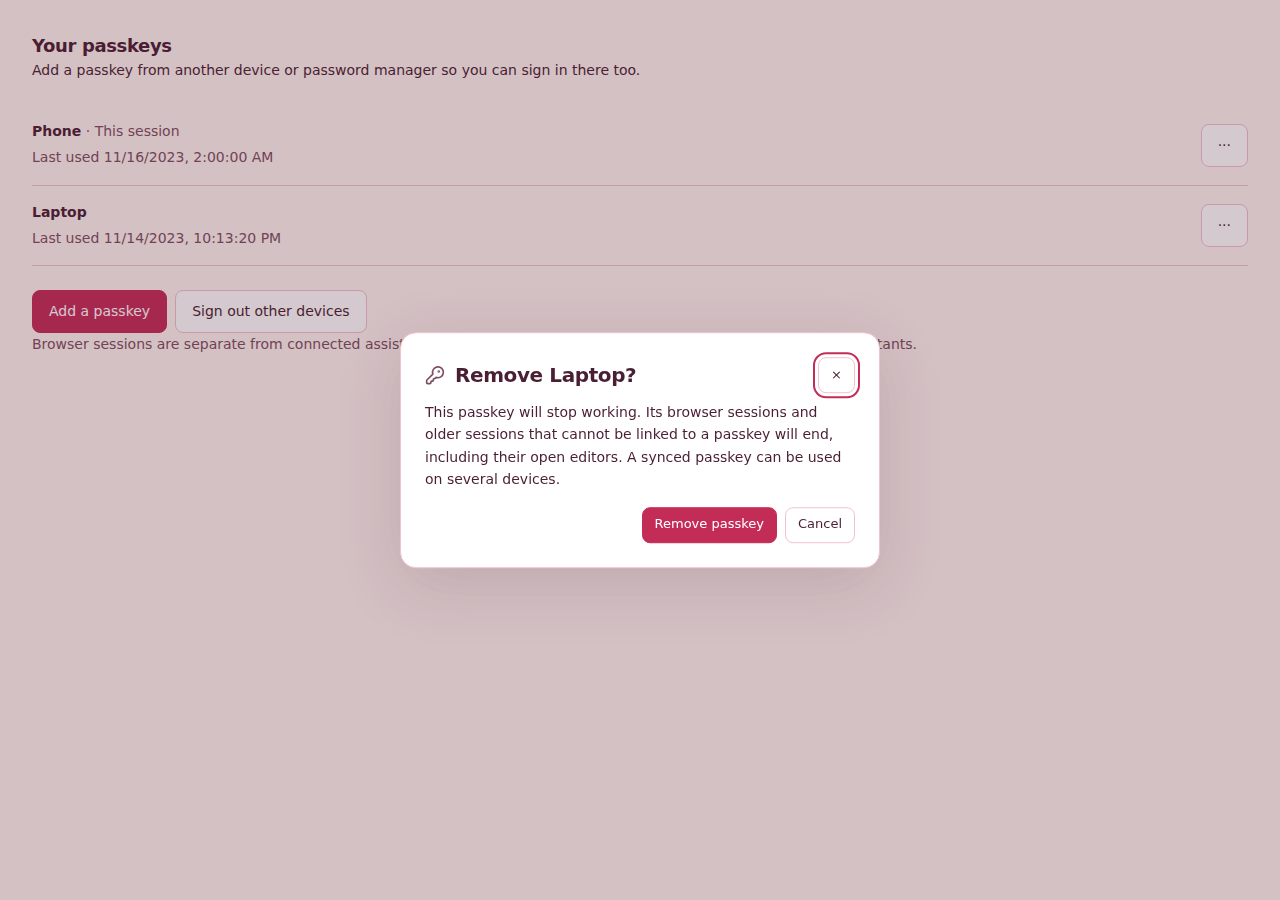 Your passkeys
Add a passkey from another device or password manager so you can sign in there too.
Phone · This session
Last used 11/16/2023, 2:00:00 AM
...
Laptop
Last used 11/14/2023, 10:13:20 PM
...
Add a passkey
Sign out other devices
Browser sessions are separate from connected
Remove Laptop?
×
This passkey will stop working. Its browser sessions and
older sessions that cannot be linked to a passkey will end,
including their open editors. A synced passkey can be used
on several devices.
Remove passkey
Cancel